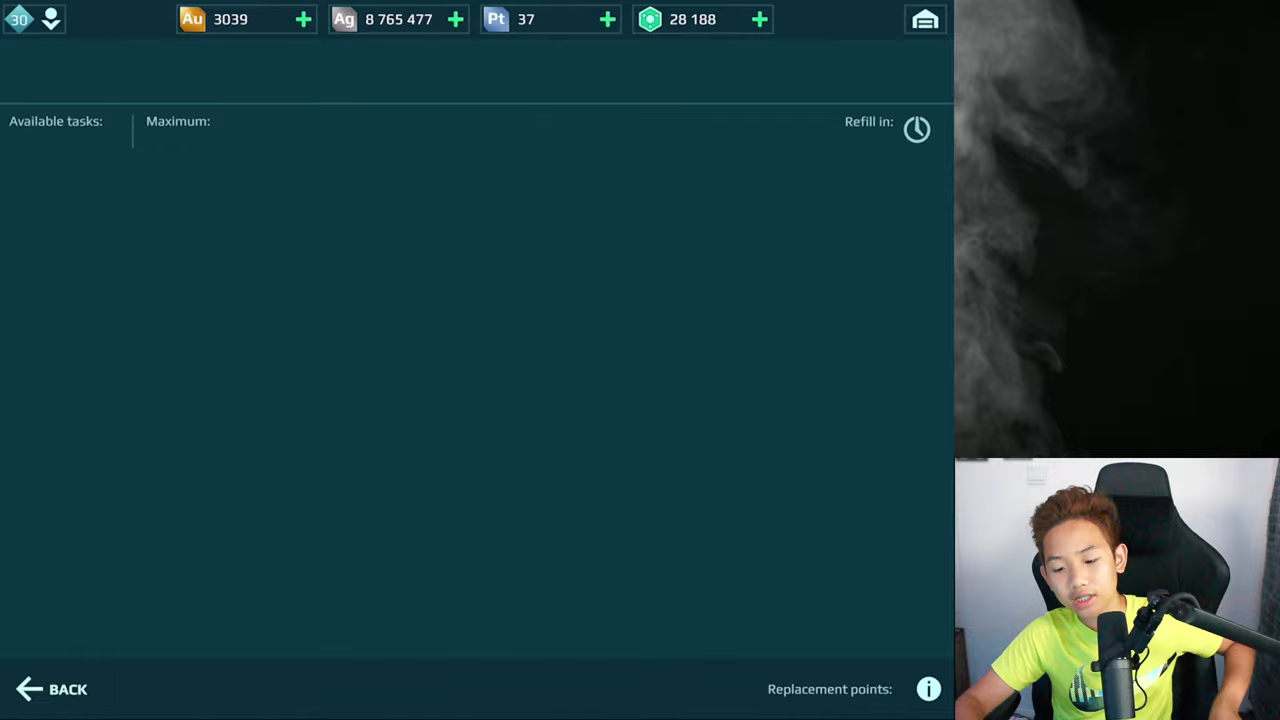 30
Au 3039
Ag 8 765 477
Pt 37
28 188
Available tasks:
Maximum:
Refill in:
BACK
Replacement points:
i